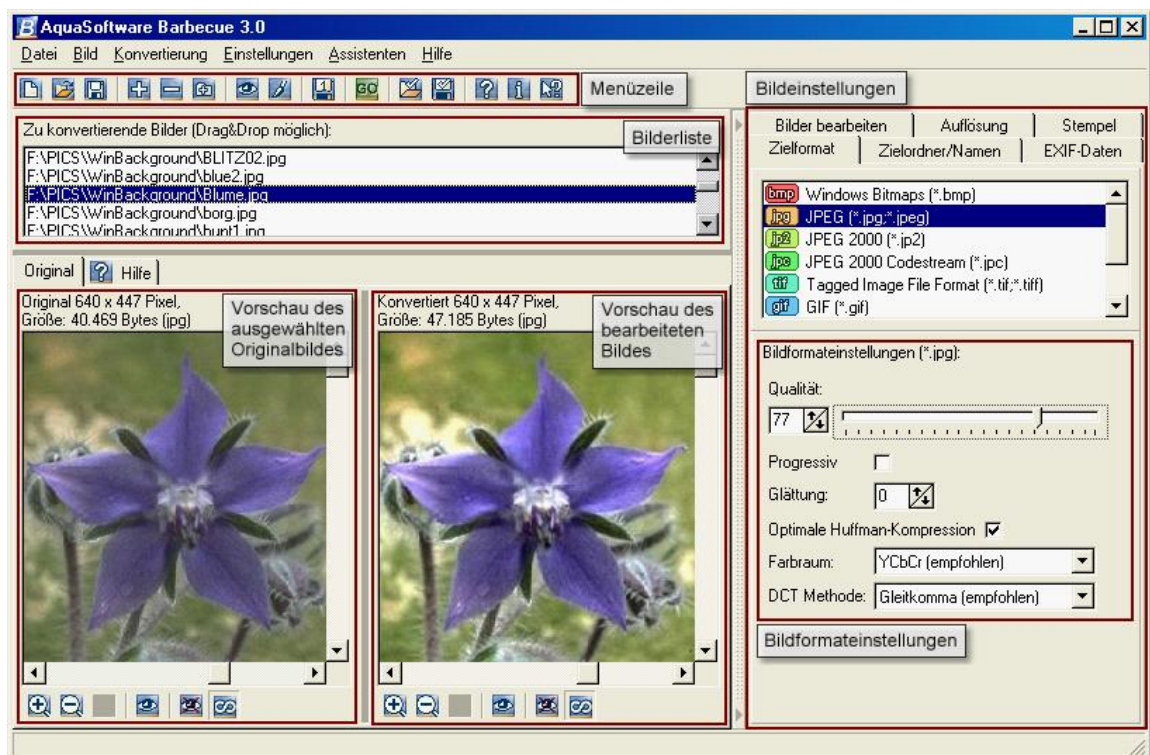 AquaSoftware Barbecue 3.0
Datei Bild Konvertierung Einstellungen Assistenten Hilfe
GO
Menüzeile
Bildeinstellungen
Zu konvertierende Bilder (Drag&Drop möglich):
Bilderliste
F:\PICS\WinBackground\BLITZ02.jpg
F:\PICS\WinBackground\blue2.jpg
F:\PICS\WinBackground\Blume.jpg
F:\PICS\WinBackground\borg.jpg
F:\PICS\WinBackground\hunt1.jpg
Original Hilfe
Original 640 x 447 Pixel,
Größe: 40.469 Bytes (jpg)
Vorschau des
ausgewählten
Originalbildes
Konvertiert 640 x 447 Pixel,
Größe: 47.185 Bytes (jpg)
Vorschau des
bearbeiteten
Bildes
Bilder bearbeiten Auflösung Stempel
Zielformat Zielordner/Namen EXIF-Daten
bmp Windows Bitmaps (*.bmp)
jpg JPEG (*.jpg;*.jpeg)
jp2 JPEG 2000 (*.jp2)
jpc JPEG 2000 Codestream (*.jpc)
tiff Tagged Image File Format (*.tif;*.tiff)
gif GIF (*.gif)
Bildformateinstellungen (*.jpg):
Qualität:
77
Progressiv
Glättung: 0
Optimale Huffman-Kompression
Farbraum: YCbCr (empfohlen)
DCT Methode: Gleitkomma (empfohlen)
Bildformateinstellungen